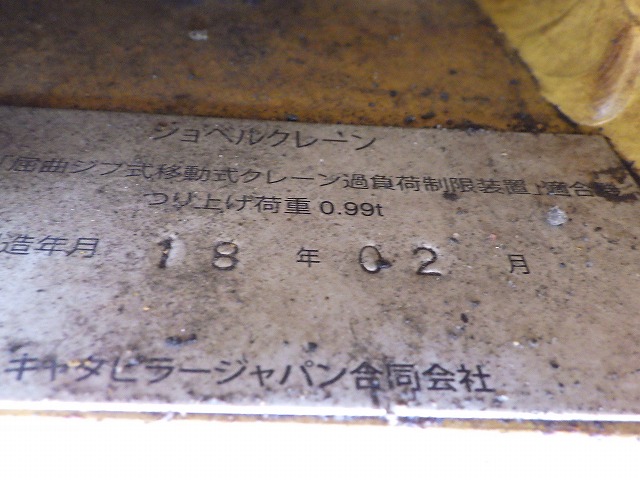 ショベルクレーン
「屈曲ジブ式移動式クレーン過負荷制限装置」適合
つり上げ荷重 0.99t
造年月 18 年 02 月
キャタピラージャパン合同会社